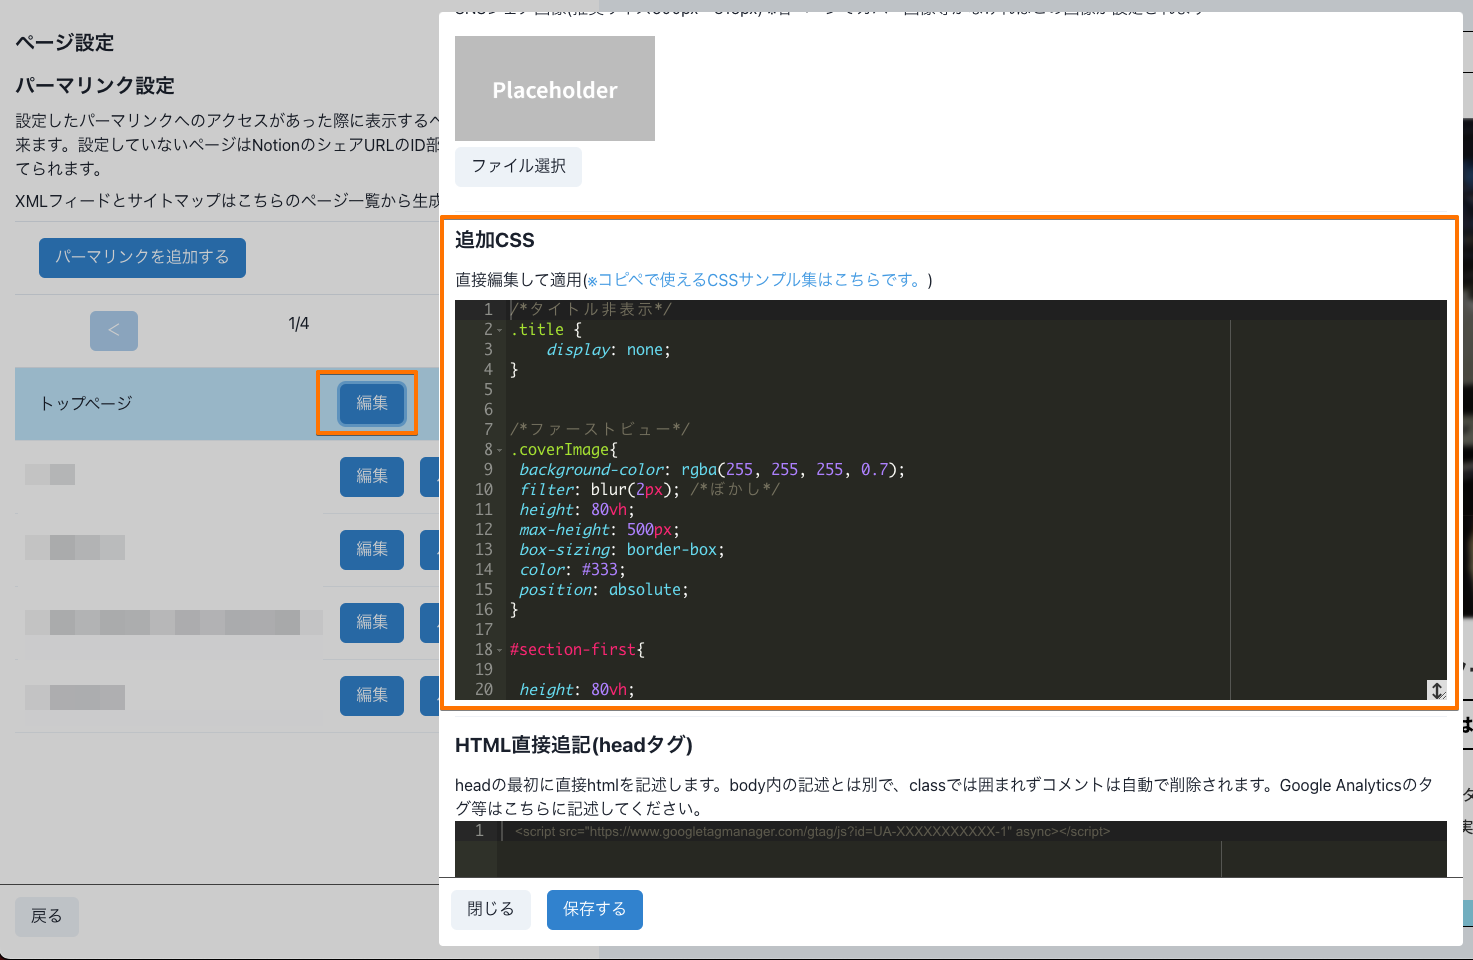 ページ設定
パーマリンク設定
設定したパーマリンクへのアクセスがあった際に表示するペ
来ます。設定していないページはNotionのシェアURLのID部
てられます。
XMLフィードとサイトマップはこちらのページ一覧から生成
パーマリンクを追加する
<
1/4
トップページ
編集
編集
編集
編集
編集
戻る
Placeholder
ファイル選択
追加CSS
直接編集して適用(※コピペで使えるCSSサンプル集はこちらです。)
1 /*タイトル非表示*/
2 .title {
3 display: none;
4 }
5
6
7 /*ファーストビュー*/
8 .coverImage{
9 background-color: rgba(255, 255, 255, 0.7);
10 filter: blur(2px); /*ぼかし*/
11 height: 80vh;
12 max-height: 500px;
13 box-sizing: border-box;
14 color: #333;
15 position: absolute;
16 }
17
18 #section-first{
19
20 height: 80vh;
HTML直接追記(headタグ)
headの最初に直接htmlを記述します。body内の記述とは別で、classでは囲まれずコメントは自動で削除されます。Google Analyticsのタ
グ等はこちらに記述してください。
1 <script src="https://www.googletagmanager.com/gtag/js?id=UA-XXXXXXXXXXX-1" async></script>
閉じる
保存する